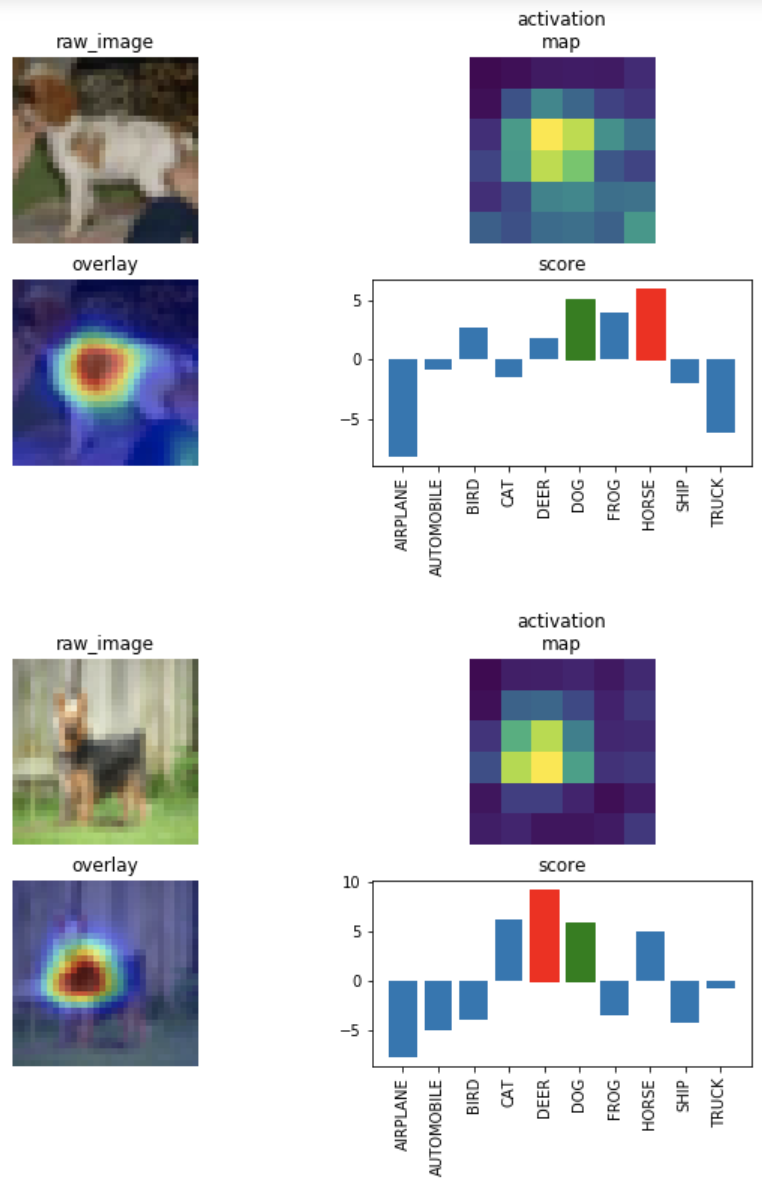 raw_image
activation
map
overlay
score
5
0
−5
AIRPLANE
AUTOMOBILE
BIRD
CAT
DEER
DOG
FROG
HORSE
SHIP
TRUCK
raw_image
activation
map
overlay
score
10
5
0
−5
AIRPLANE
AUTOMOBILE
BIRD
CAT
DEER
DOG
FROG
HORSE
SHIP
TRUCK